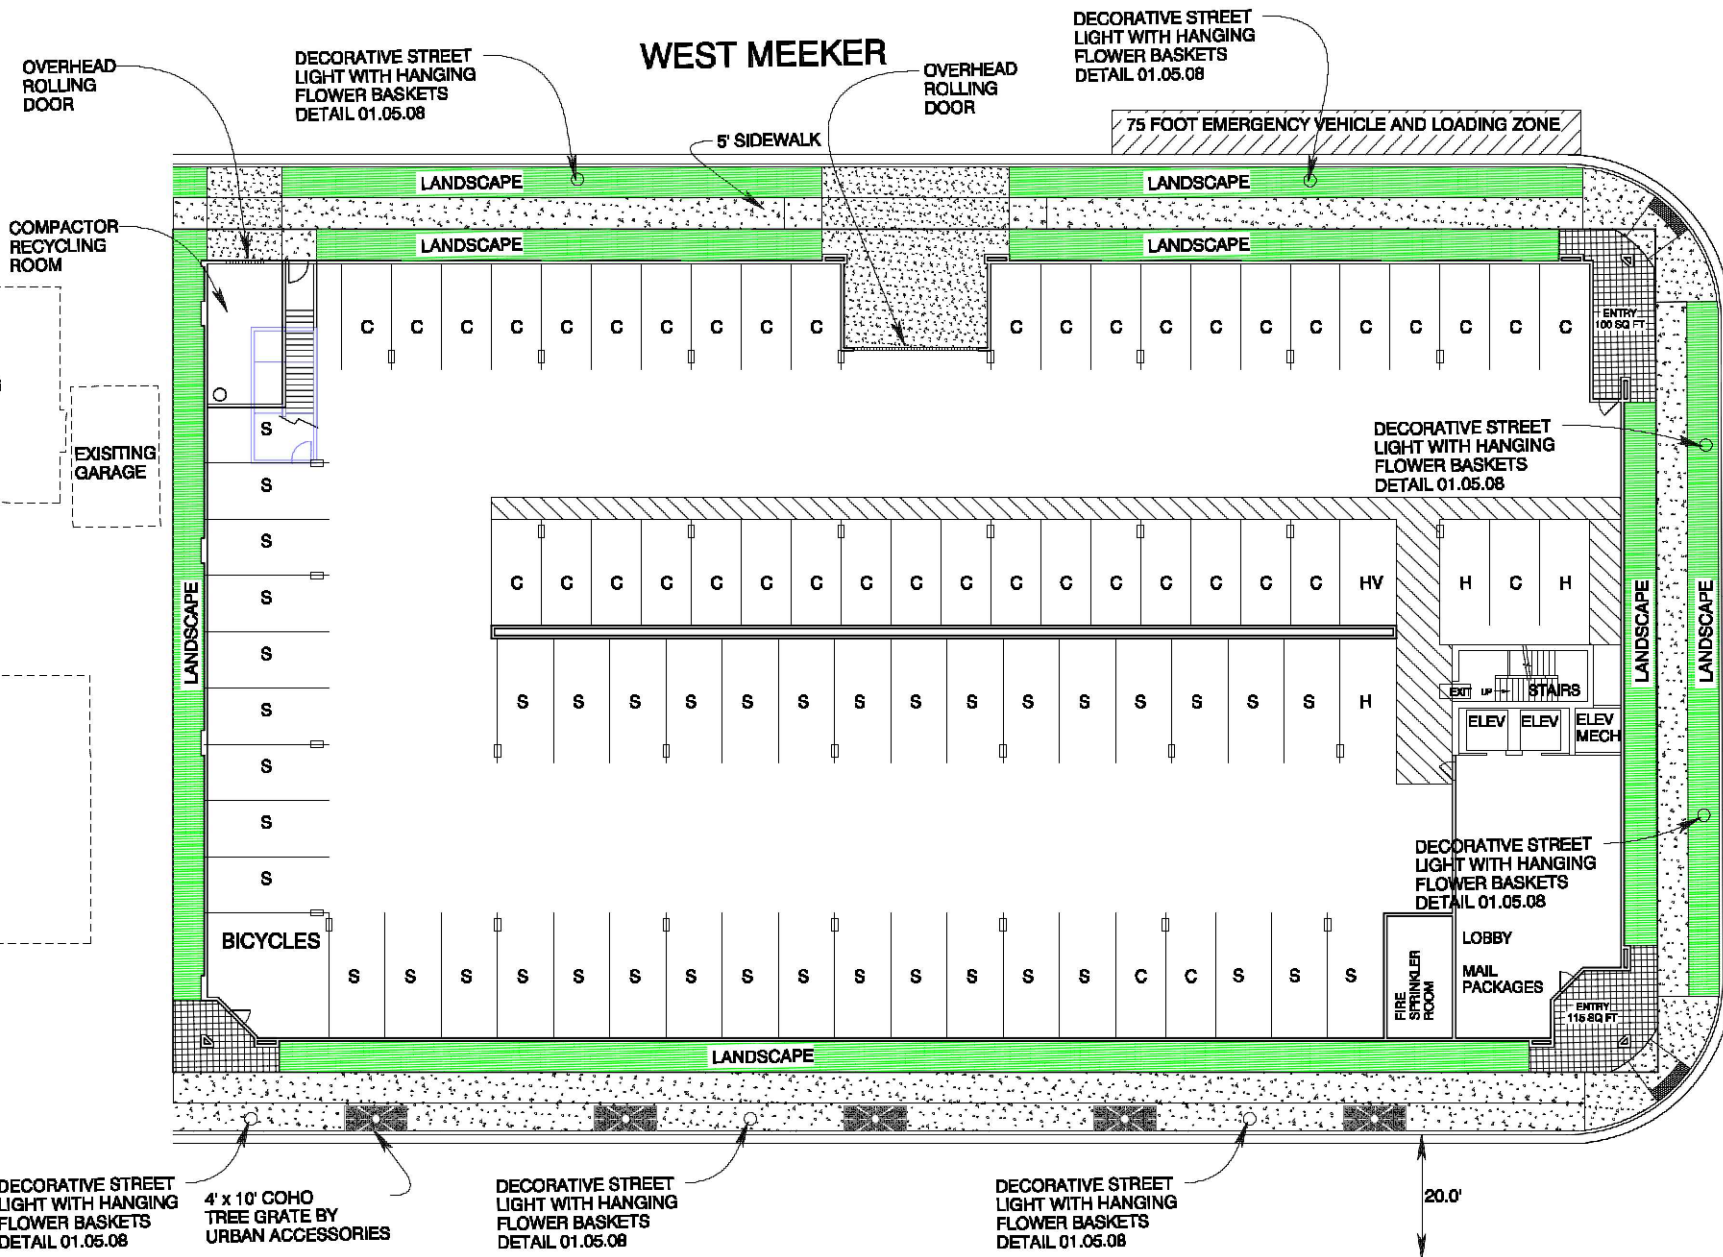 WEST MEEKER
OVERHEAD
ROLLING
DOOR
DECORATIVE STREET
LIGHT WITH HANGING
FLOWER BASKETS
DETAIL 01.05.08
OVERHEAD
ROLLING
DOOR
DECORATIVE STREET
LIGHT WITH HANGING
FLOWER BASKETS
DETAIL 01.05.08
75 FOOT EMERGENCY VEHICLE AND LOADING ZONE
5' SIDEWALK
LANDSCAPE
LANDSCAPE
COMPACTOR
RECYCLING
ROOM
LANDSCAPE
LANDSCAPE
C C C C C C C C C C
C C C C C C C C C C C C
ENTRY
100 SQ FT
EXISITING
GARAGE
S
S
S
S
S
S
S
S
S
DECORATIVE STREET
LIGHT WITH HANGING
FLOWER BASKETS
DETAIL 01.05.08
LANDSCAPE
C C C C C C C C C C C C C C C C C HV
H C H
LANDSCAPE
LANDSCAPE
S S S S S S S S S S S S S S S H
EXIT UP STAIRS
ELEV ELEV ELEV
MECH
DECORATIVE STREET
LIGHT WITH HANGING
FLOWER BASKETS
DETAIL 01.05.08
BICYCLES
S S S S S S S S S S S S S S C C S S S
FIRE
SPRINKLER
ROOM
LOBBY
MAIL
PACKAGES
ENTRY
115 SQ FT
LANDSCAPE
DECORATIVE STREET
LIGHT WITH HANGING
FLOWER BASKETS
DETAIL 01.05.08
4' x 10' COHO
TREE GRATE BY
URBAN ACCESSORIES
DECORATIVE STREET
LIGHT WITH HANGING
FLOWER BASKETS
DETAIL 01.05.08
DECORATIVE STREET
LIGHT WITH HANGING
FLOWER BASKETS
DETAIL 01.05.08
20.0'